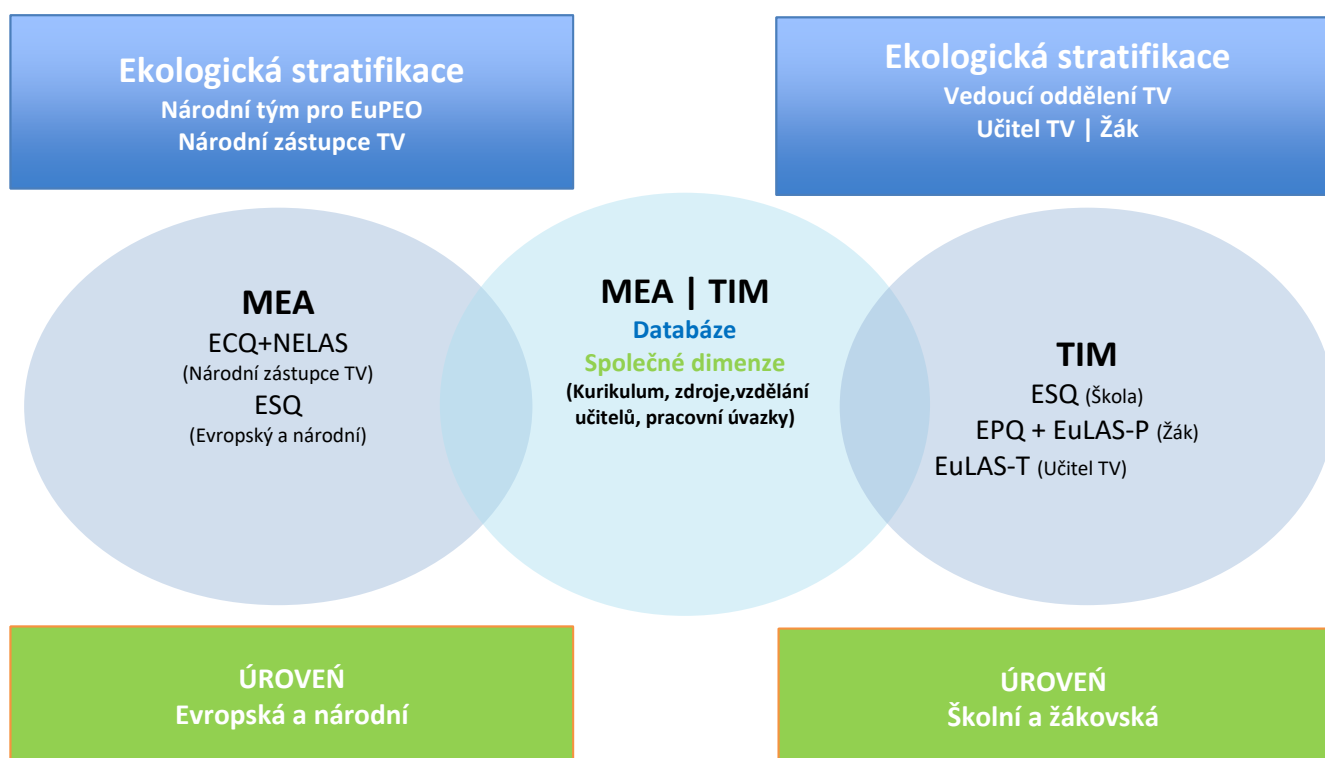 Ekologická stratifikace
Národní tým pro EuPEO
Národní zástupce TV
Ekologická stratifikace
Vedoucí oddělení TV
Učitel TV | Žák
MEA
ECQ+NELAS
(Národní zástupce TV)
ESQ
(Evropský a národní)
MEA | TIM
Databáze
Společné dimenze
(Kurikulum, zdroje,vzdělání
učitelů, pracovní úvazky)
TIM
ESQ (Škola)
EPQ + EuLAS-P (Žák)
EuLAS-T (Učitel TV)
ÚROVEŃ
Evropská a národní
ÚROVEŃ
Školní a žákovská